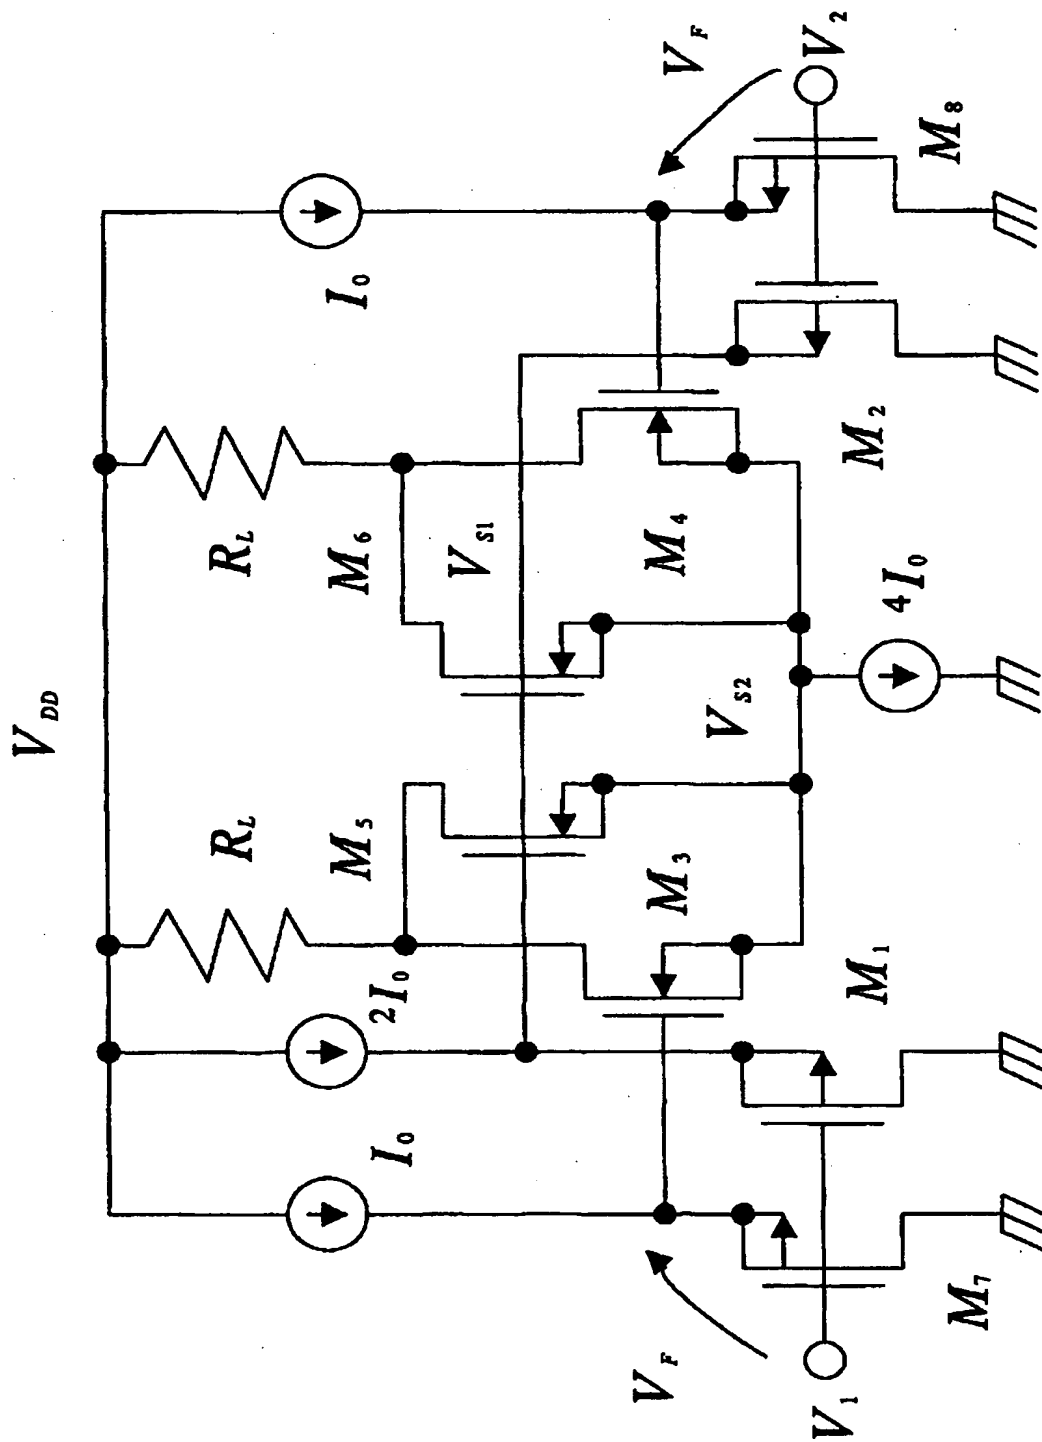 V_DD
I_0
2I_0
R_L
R_L
I_0
M_5
M_6
V_S1
V_F
M_3
M_4
V_F
V_S2
V_1
M_7
M_1
4I_0
M_2
M_8
V_2